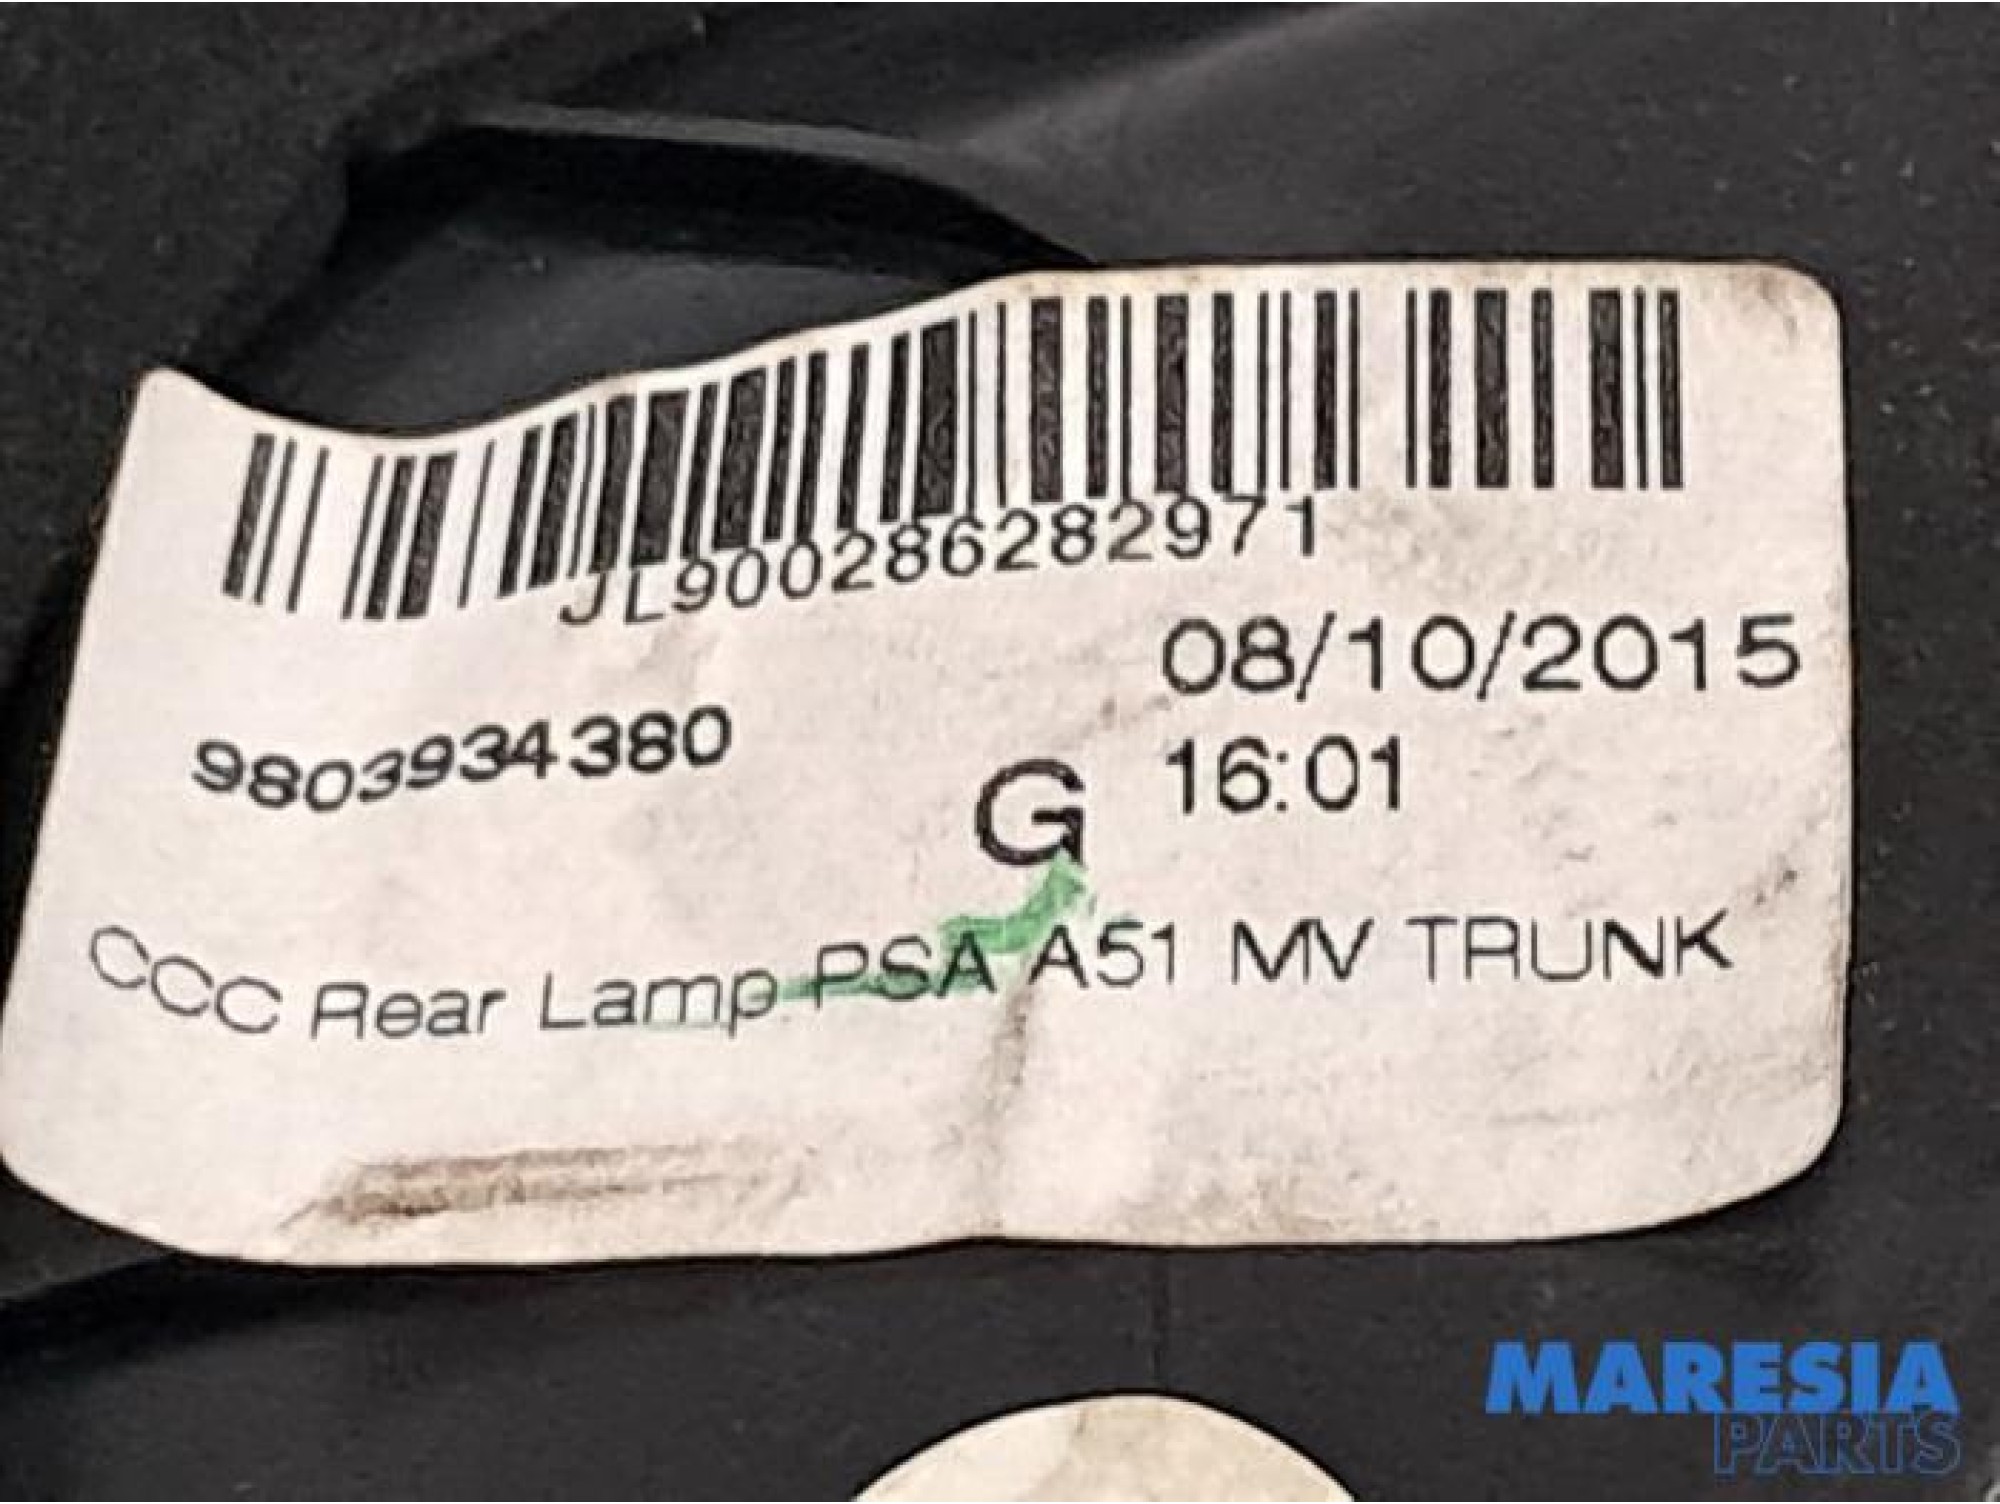 JL900286282971
08/10/2015
9803934380
G
16:01
CCC Rear Lamp PSA A51 MV TRUNK
MARESIA
PARTS